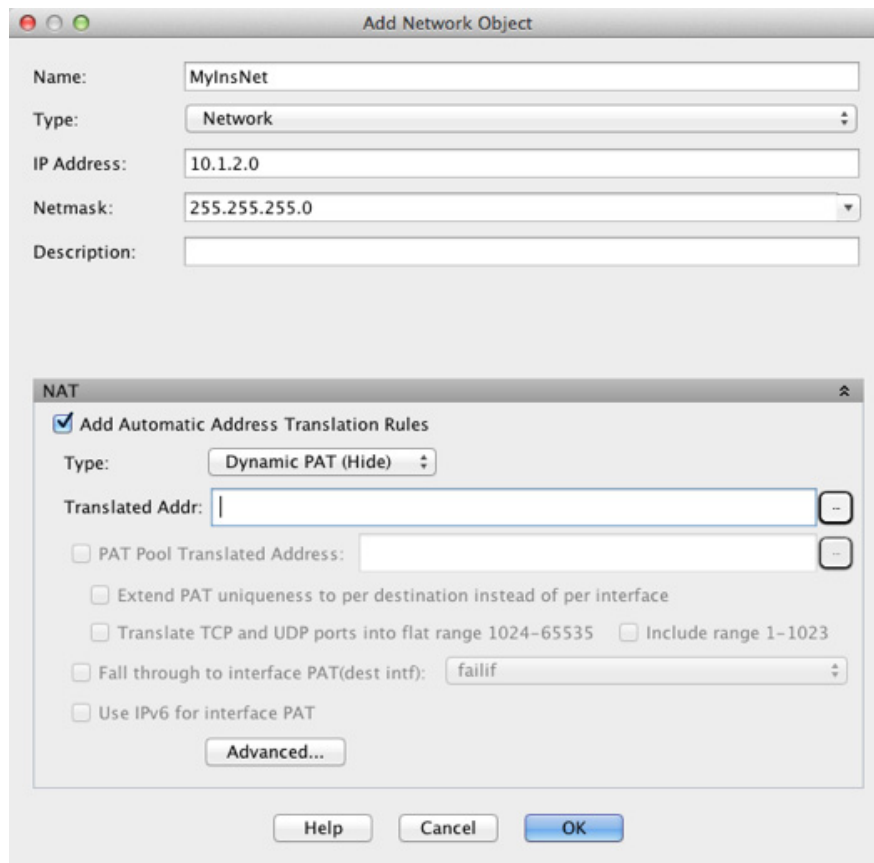 Add Network Object
Name: MyInsNet
Type: Network
IP Address: 10.1.2.0
Netmask: 255.255.255.0
Description:
NAT
Add Automatic Address Translation Rules
Type: Dynamic PAT (Hide)
Translated Addr: ...
PAT Pool Translated Address: ...
Extend PAT uniqueness to per destination instead of per interface
Translate TCP and UDP ports into flat range 1024-65535 Include range 1-1023
Fall through to interface PAT(dest intf): failif
Use IPv6 for interface PAT
Advanced...
Help Cancel OK